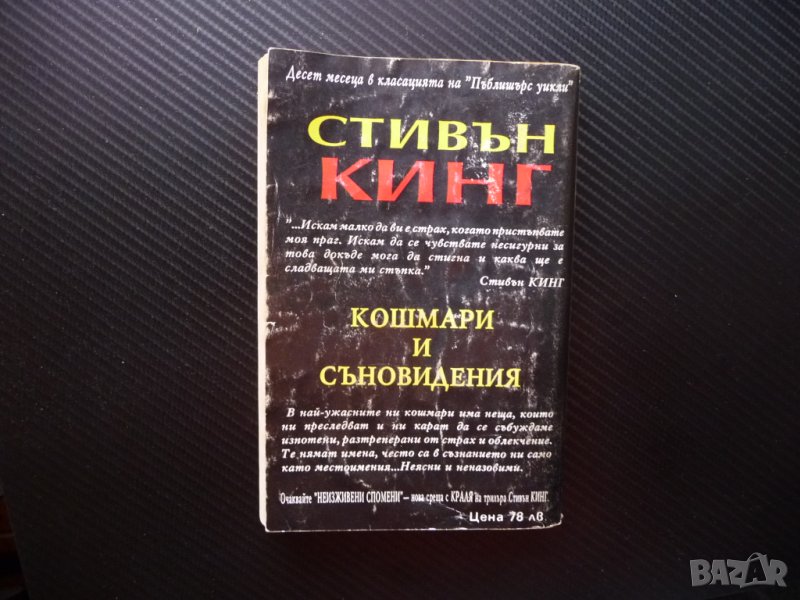 Десет месеца в класацията на "Пъблишърс уикли"
СТИВЪН
КИНГ
"...Искам малко да ви е страх, когато пристъпвате
моя праг. Искам да се чувствате несигурни за
това докъде мога да стигна и каква ще е
сладващата ми стъпка."
Стивън КИНГ
КОШМАРИ
И
СЪНОВИДЕНИЯ
В най-ужасните ни кошмари има неща, които
ни преследват и ни карат да се събуждаме
изпотени, разтреперани от страх и облекчение.
Те нямат имена, често са в съзнанието ни само
като местоимения...Неясни и неназовими.
Очаквайте "НЕИЗЖИВЕНИ СПОМЕНИ" – нова среща с КРАЛЯ на трилъра Стивън КИНГ.
Цена 78 лв.
BAZAR